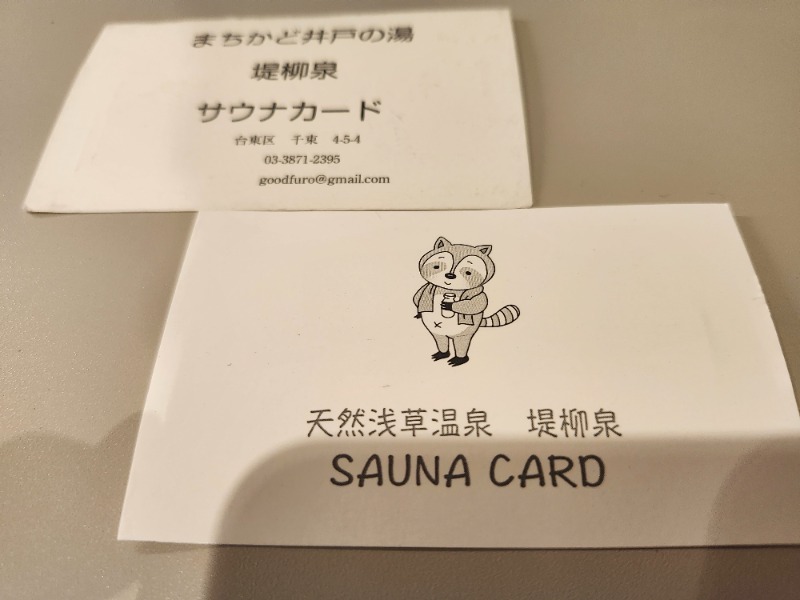 まちかど井戸の湯
堤柳泉
サウナカード
台東区 千束 4-5-4
03-3871-2395
goodfuro@gmail.com
天然浅草温泉 堤柳泉
SAUNA CARD